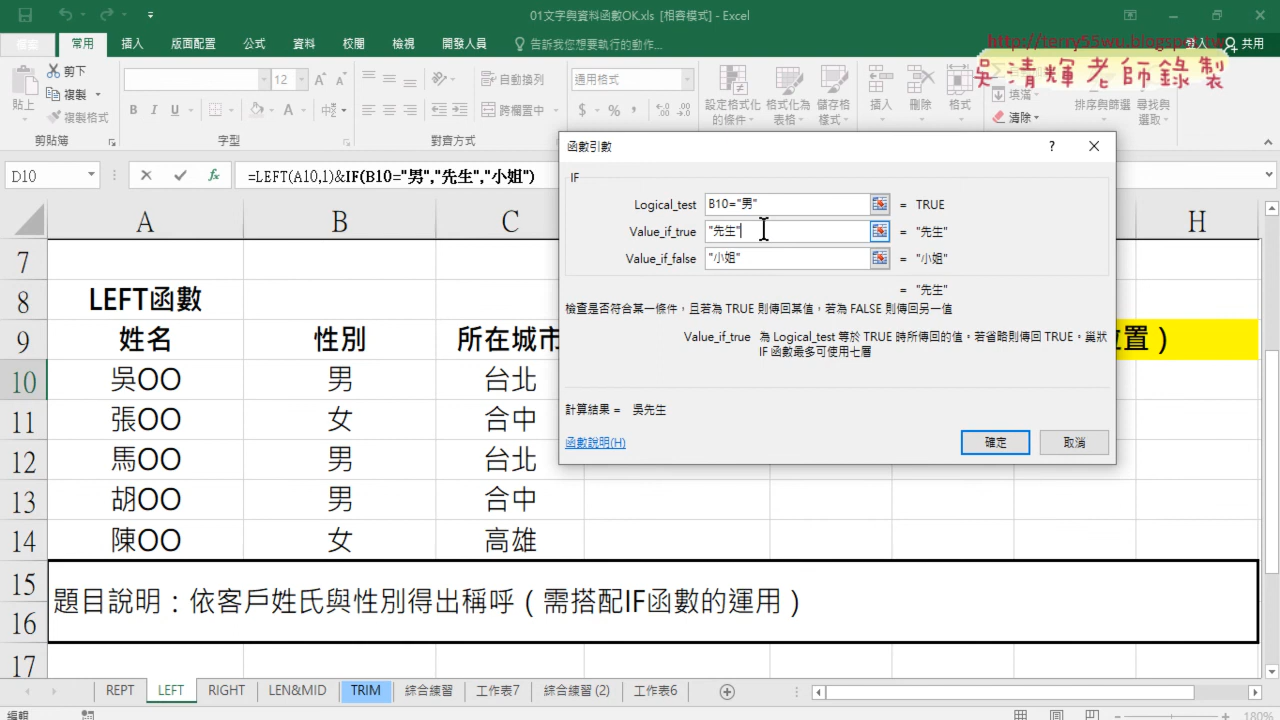 01文字與資料函數OK.xls [相容模式] - Excel
http://terry55wu.blogspot.tw
吳清輝老師錄製
檔案 常用 插入 版面配置 公式 資料 校閱 檢視 開發人員 告訴我您想要執行的動作... 登入 共用
貼上 剪下 複製 複製格式
12 自動換列 跨欄置中 通用格式
設定格式化的條件 格式化為表格 儲存格樣式 插入 刪除 格式 填滿 清除 排序與篩選 尋找與選取
剪貼簿 字型 對齊方式
D10 =LEFT(A10,1)&IF(B10="男","先生","小姐")
函數引數
IF
Logical_test B10="男" = TRUE
Value_if_true "先生" = "先生"
Value_if_false "小姐" = "小姐"
= "先生"
檢查是否符合某一條件，且若為 TRUE 則傳回某值，若為 FALSE 則傳回另一值
Value_if_true 為 Logical_test 等於 TRUE 時所傳回的值。若省略則傳回 TRUE。巢狀
IF 函數最多可使用七層
計算結果 = 吳先生
函數說明(H) 確定 取消
A B C H
7
8 LEFT函數
9 姓名 性別 所在城市 位置）
10 吳OO 男 台北
11 張OO 女 台中
12 馬OO 男 台北
13 胡OO 男 台中
14 陳OO 女 高雄
15
題目說明：依客戶姓氏與性別得出稱呼（需搭配IF函數的運用）
16
17
REPT LEFT RIGHT LEN&MID TRIM 綜合練習 工作表7 綜合練習 (2) 工作表6
編輯 180%